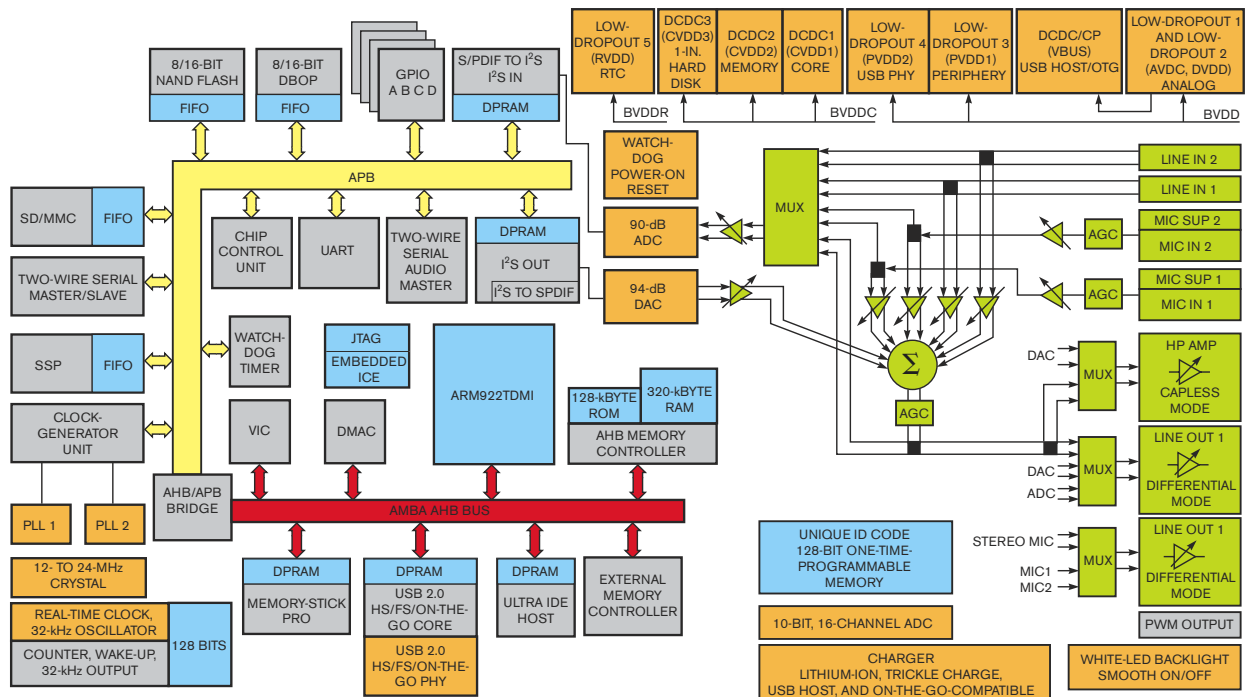 8/16-BIT
NAND FLASH
FIFO
8/16-BIT
DBOP
FIFO
GPIO
A B C D
S/PDIF TO I²S
I²S IN
DPRAM
LOW-
DROPOUT 5
(RVDD)
RTC
DCDC3
(CVDD3)
1-IN.
HARD
DISK
DCDC2
(CVDD2)
MEMORY
DCDC1
(CVDD1)
CORE
LOW-
DROPOUT 4
(PVDD2)
USB PHY
LOW-
DROPOUT 3
(PVDD1)
PERIPHERY
DCDC/CP
(VBUS)
USB HOST/OTG
LOW-DROPOUT 1
AND LOW-
DROPOUT 2
(AVDC, DVDD)
ANALOG
BVDDR
BVDDC
BVDD
APB
WATCH-
DOG
POWER-ON
RESET
MUX
LINE IN 2
LINE IN 1
SD/MMC
FIFO
CHIP
CONTROL
UNIT
UART
TWO-WIRE
SERIAL
AUDIO
MASTER
DPRAM
I²S OUT
I²S TO SPDIF
90-dB
ADC
94-dB
DAC
AGC
MIC SUP 2
MIC IN 2
AGC
MIC SUP 1
MIC IN 1
TWO-WIRE SERIAL
MASTER/SLAVE
SSP
FIFO
WATCH-
DOG
TIMER
JTAG
EMBEDDED
ICE
ARM922TDMI
128-kBYTE
ROM
320-kBYTE
RAM
AHB MEMORY
CONTROLLER
Σ
AGC
DAC
MUX
HP AMP
CAPLESS
MODE
CLOCK-
GENERATOR
UNIT
VIC
DMAC
DAC
ADC
MUX
LINE OUT 1
DIFFERENTIAL
MODE
PLL 1
PLL 2
AHB/APB
BRIDGE
AMBA AHB BUS
STEREO MIC
MIC1
MIC2
MUX
LINE OUT 1
DIFFERENTIAL
MODE
12- TO 24-MHz
CRYSTAL
DPRAM
MEMORY-STICK
PRO
DPRAM
USB 2.0
HS/FS/ON-THE-
GO CORE
USB 2.0
HS/FS/ON-THE-
GO PHY
DPRAM
ULTRA IDE
HOST
EXTERNAL
MEMORY
CONTROLLER
UNIQUE ID CODE
128-BIT ONE-TIME-
PROGRAMMABLE
MEMORY
REAL-TIME CLOCK,
32-kHz OSCILLATOR
COUNTER, WAKE-UP,
32-kHz OUTPUT
128 BITS
10-BIT, 16-CHANNEL ADC
PWM OUTPUT
CHARGER
LITHIUM-ION, TRICKLE CHARGE,
USB HOST, AND ON-THE-GO-COMPATIBLE
WHITE-LED BACKLIGHT
SMOOTH ON/OFF